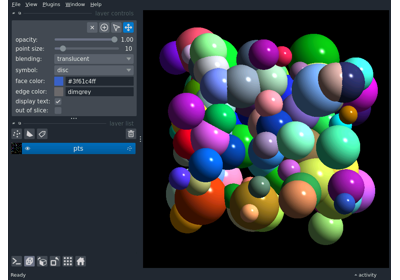 File View Plugins Window Help
layer controls
opacity: 1.00
point size: 10
blending: translucent
symbol: disc
face color: #3f61c4ff
edge color: dimgrey
display text: ✓
out of slice:
layer list
pts
Ready
activity